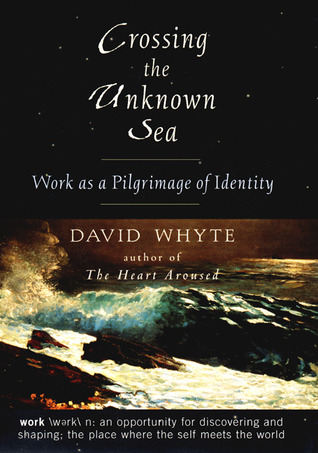 Crossing
the
Unknown
Sea
Work as a Pilgrimage of Identity
DAVID WHYTE
author of
The Heart Aroused
work \wərk\ n: an opportunity for discovering and
shaping; the place where the self meets the world